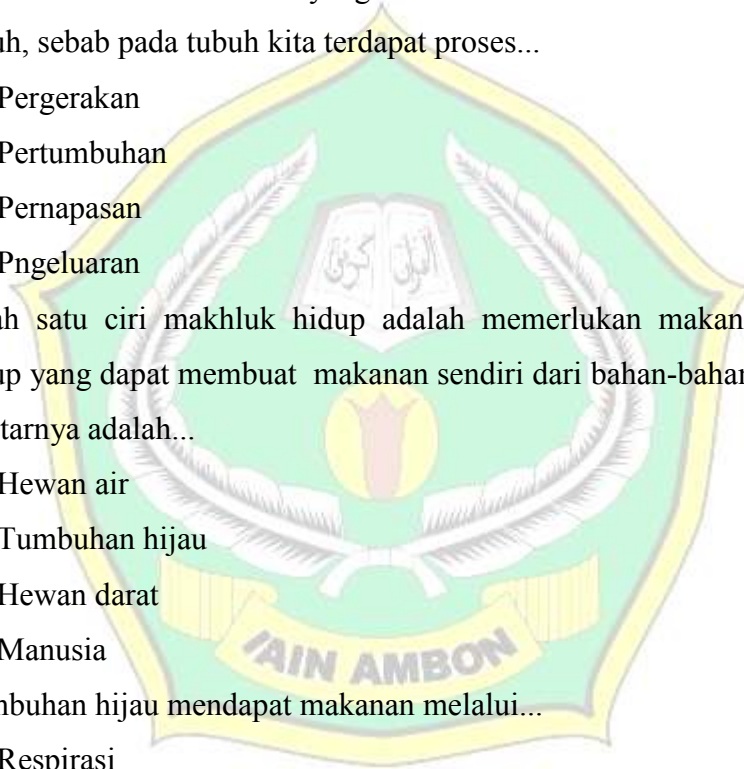 uh, sebab pada tubuh kita terdapat proses...
Pergerakan
Pertumbuhan
Pernapasan
Pngeluaran
ah satu ciri makhluk hidup adalah memerlukan makan
up yang dapat membuat makanan sendiri dari bahan-bahan
tarnya adalah...
Hewan air
Tumbuhan hijau
Hewan darat
Manusia
IAIN AMBON
mbuhan hijau mendapat makanan melalui...
Respirasi